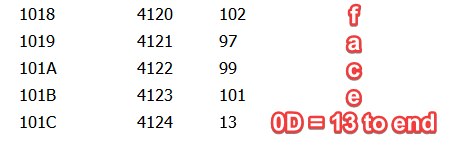 1018 4120 102 f
1019 4121 97 a
101A 4122 99 c
101B 4123 101 e
101C 4124 13 0D = 13 to end